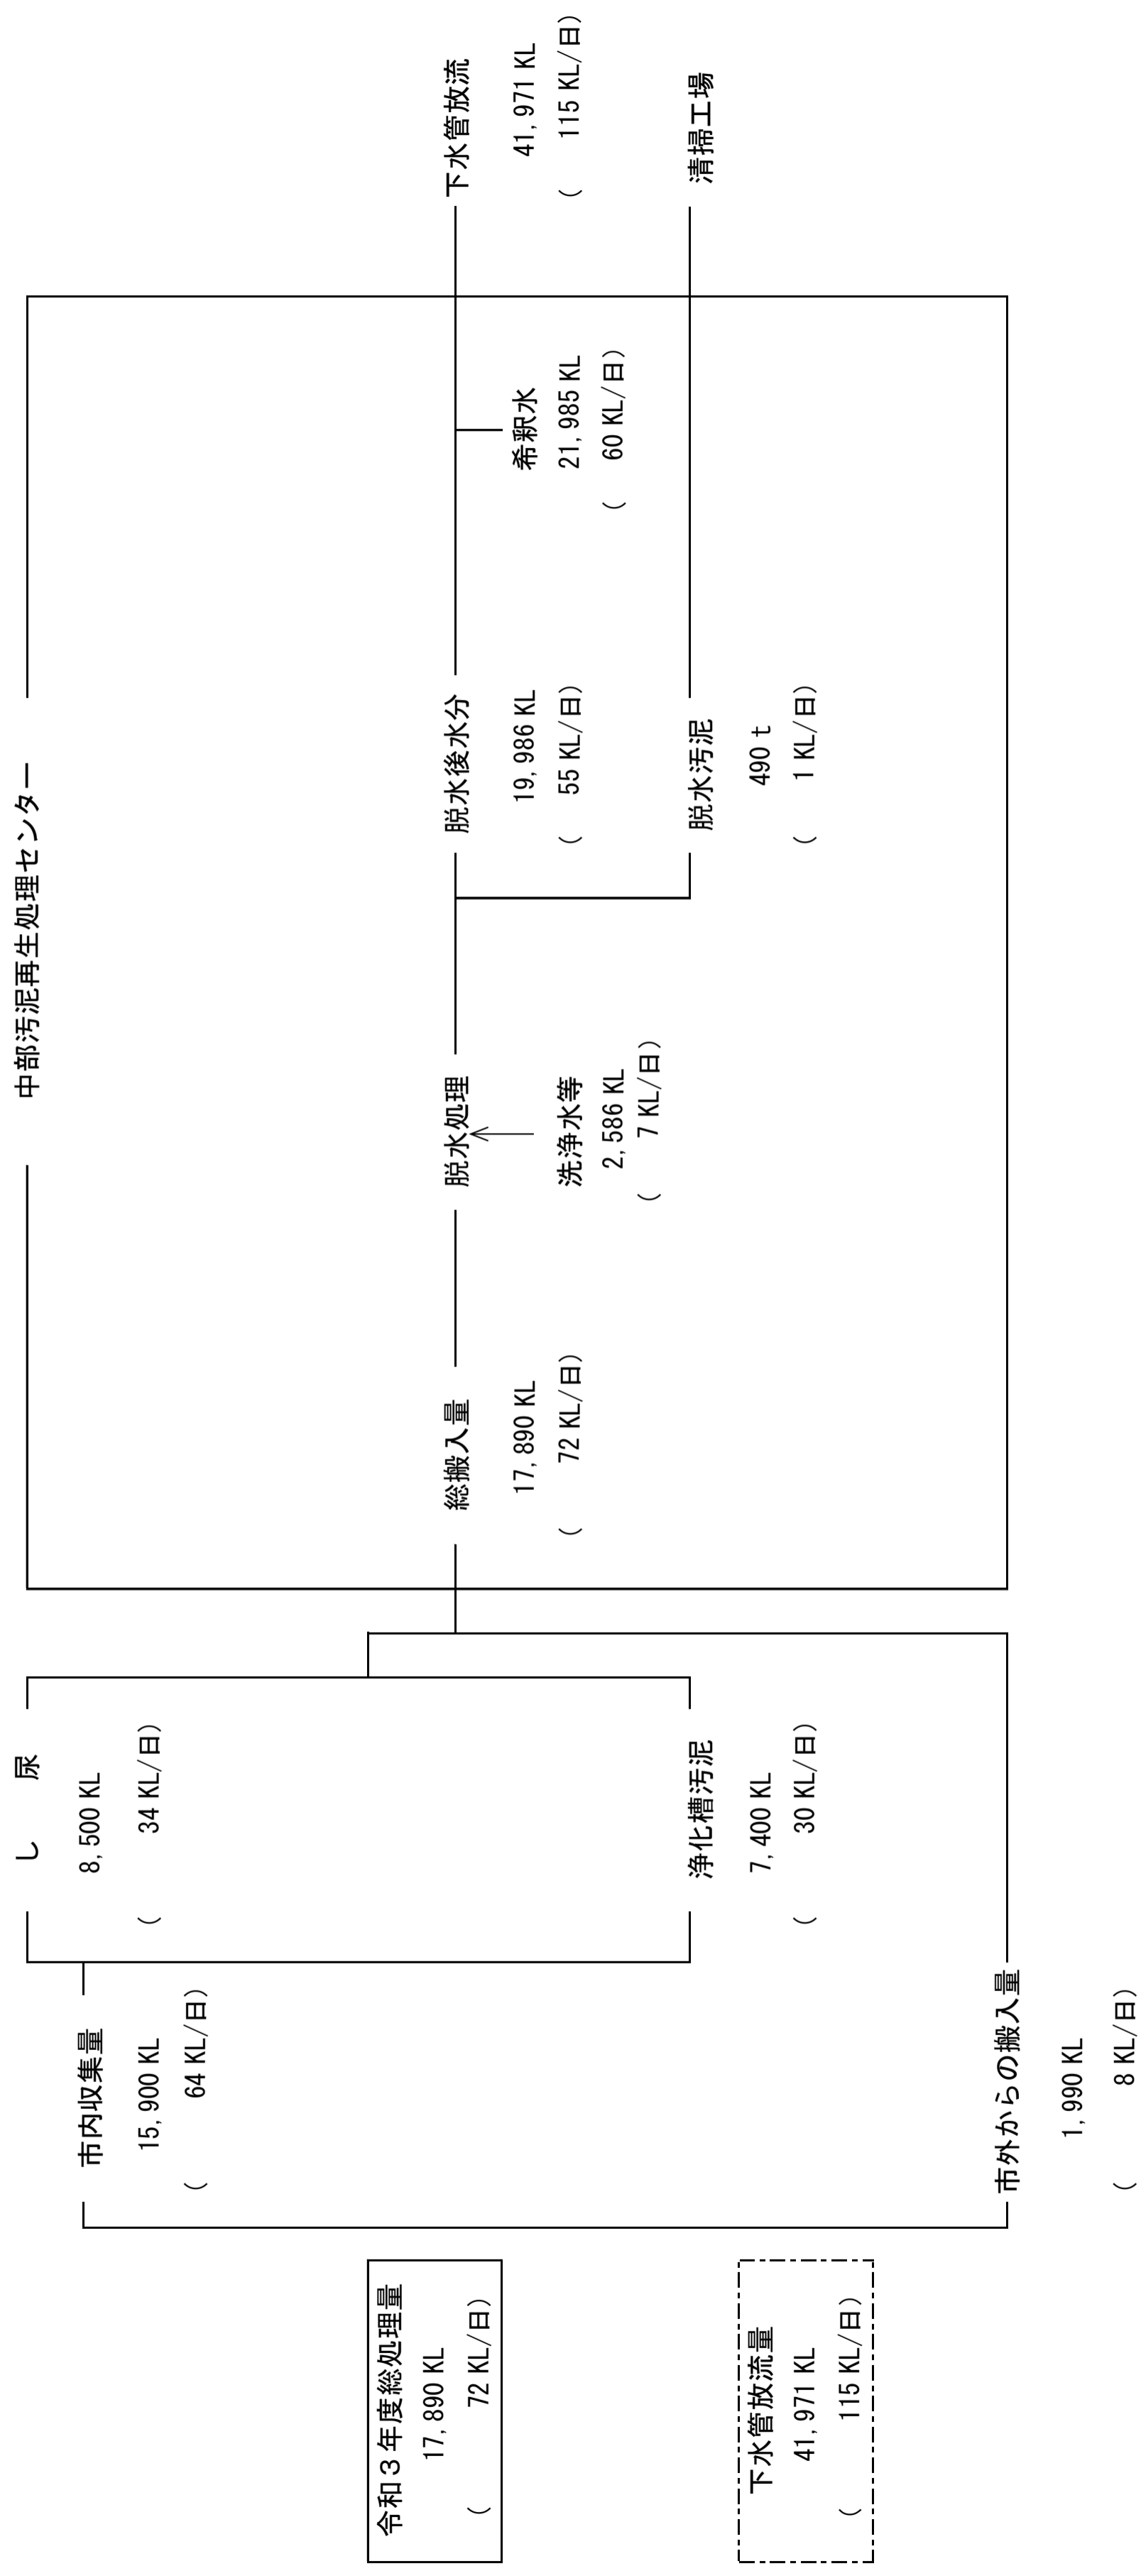 中部汚泥再生処理センター
し　　尿
8,500 KL
(　　34 KL/日)
市内収集量
15,900 KL
(　　64 KL/日)
令和３年度総処理量
17,890 KL
(　　72 KL/日)
総搬入量
17,890 KL
(　　72 KL/日)
脱水処理
洗浄水等
2,586 KL
(　　7 KL/日)
脱水後水分
19,986 KL
(　　55 KL/日)
希釈水
21,985 KL
(　　60 KL/日)
下水管放流
41,971 KL
(　　115 KL/日)
浄化槽汚泥
7,400 KL
(　　30 KL/日)
脱水汚泥
490 t
(　　1 KL/日)
清掃工場
下水管放流量
41,971 KL
(　　115 KL/日)
市外からの搬入量
1,990 KL
(　　8 KL/日)